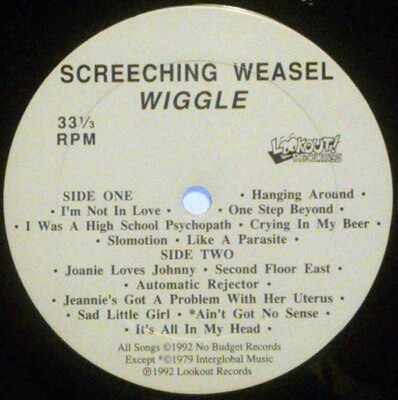 SCREECHING WEASEL
WIGGLE
33⅓
RPM
LOOKOUT!
RECORDS
SIDE ONE • Hanging Around •
• I'm Not In Love • • One Step Beyond •
• I Was A High School Psychopath • Crying In My Beer •
• Slomotion • Like A Parasite •
SIDE TWO
• Joanie Loves Johnny • Second Floor East •
• Automatic Rejector •
• Jeannie's Got A Problem With Her Uterus •
• Sad Little Girl • *Ain't Got No Sense •
• It's All In My Head •
All Songs ©1992 No Budget Records
Except *©1979 Interglobal Music
℗1992 Lookout Records